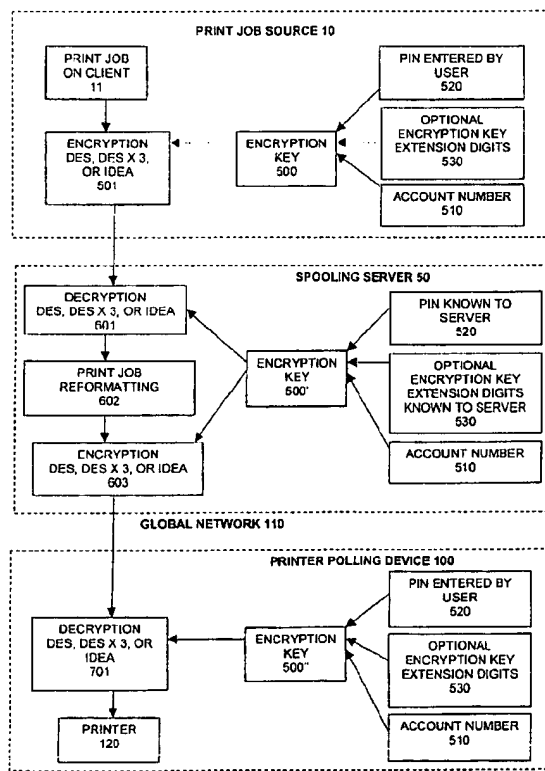 PRINT JOB SOURCE 10
PRINT JOB
ON CLIENT
11
PIN ENTERED BY
USER
520
ENCRYPTION
DES, DES X 3,
OR IDEA
501
ENCRYPTION
KEY
500
OPTIONAL
ENCRYPTION KEY
EXTENSION DIGITS
530
ACCOUNT NUMBER
510
SPOOLING SERVER 50
DECRYPTION
DES, DES X 3, OR IDEA
601
PIN KNOWN TO
SERVER
520
PRINT JOB
REFORMATTING
602
ENCRYPTION
KEY
500'
OPTIONAL
ENCRYPTION KEY
EXTENSION DIGITS
KNOWN TO SERVER
530
ENCRYPTION
DES, DES X 3, OR IDEA
603
ACCOUNT NUMBER
510
GLOBAL NETWORK 110
PRINTER POLLING DEVICE 100
PIN ENTERED BY
USER
520
DECRYPTION
DES, DES X 3, OR
IDEA
701
ENCRYPTION
KEY
500"
OPTIONAL
ENCRYPTION KEY
EXTENSION DIGITS
530
PRINTER
120
ACCOUNT NUMBER
510